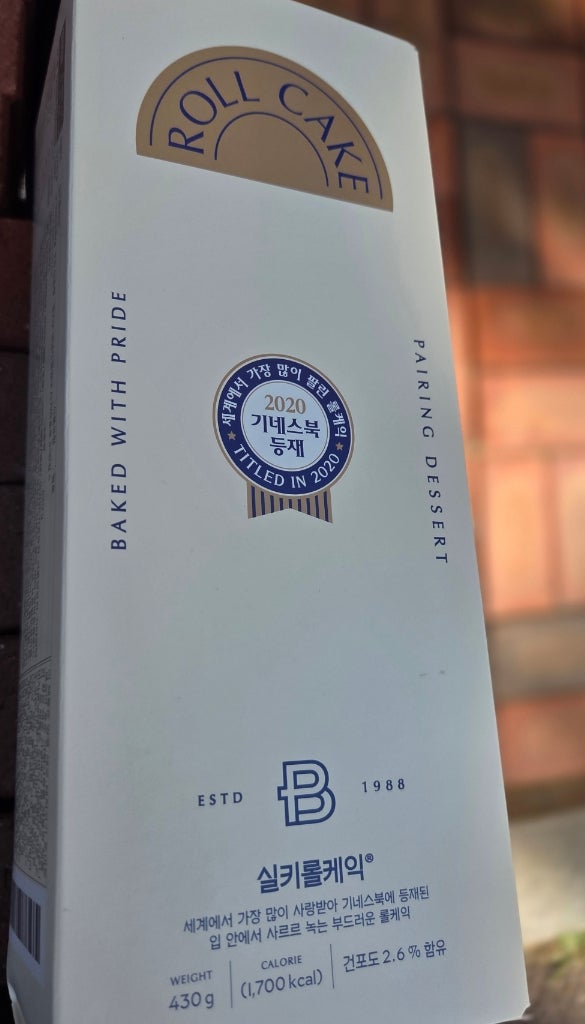 ROLL CAKE
BAKED WITH PRIDE
PAIRING DESSERT
세계에서 가장 많이 팔린 롤케익
2020
기네스북
등재
TITLED IN 2020
ESTD
B
1988
실키롤케익®
세계에서 가장 많이 사랑받아 기네스북에 등재된
입 안에서 사르르 녹는 부드러운 롤케익
WEIGHT
430 g
CALORIE
(1,700 kcal)
건포도 2.6 % 함유